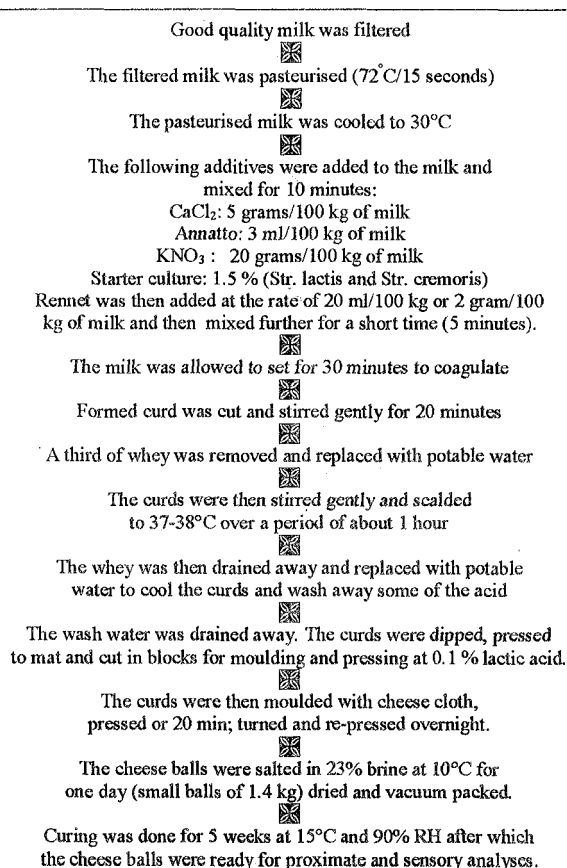 Good quality milk was filtered
The filtered milk was pasteurised (72°C/15 seconds)
The pasteurised milk was cooled to 30°C
The following additives were added to the milk and
mixed for 10 minutes:
CaCl₂: 5 grams/100 kg of milk
Annatto: 3 ml/100 kg of milk
KNO₃ : 20 grams/100 kg of milk
Starter culture: 1.5 % (Str. lactis and Str. cremoris)
Rennet was then added at the rate of 20 ml/100 kg or 2 gram/100
kg of milk and then mixed further for a short time (5 minutes).
The milk was allowed to set for 30 minutes to coagulate
Formed curd was cut and stirred gently for 20 minutes
A third of whey was removed and replaced with potable water
The curds were then stirred gently and scalded
to 37-38°C over a period of about 1 hour
The whey was then drained away and replaced with potable
water to cool the curds and wash away some of the acid
The wash water was drained away. The curds were dipped, pressed
to mat and cut in blocks for moulding and pressing at 0.1 % lactic acid.
The curds were then moulded with cheese cloth,
pressed or 20 min; turned and re-pressed overnight.
The cheese balls were salted in 23% brine at 10°C for
one day (small balls of 1.4 kg) dried and vacuum packed.
Curing was done for 5 weeks at 15°C and 90% RH after which
the cheese balls were ready for proximate and sensory analyses.